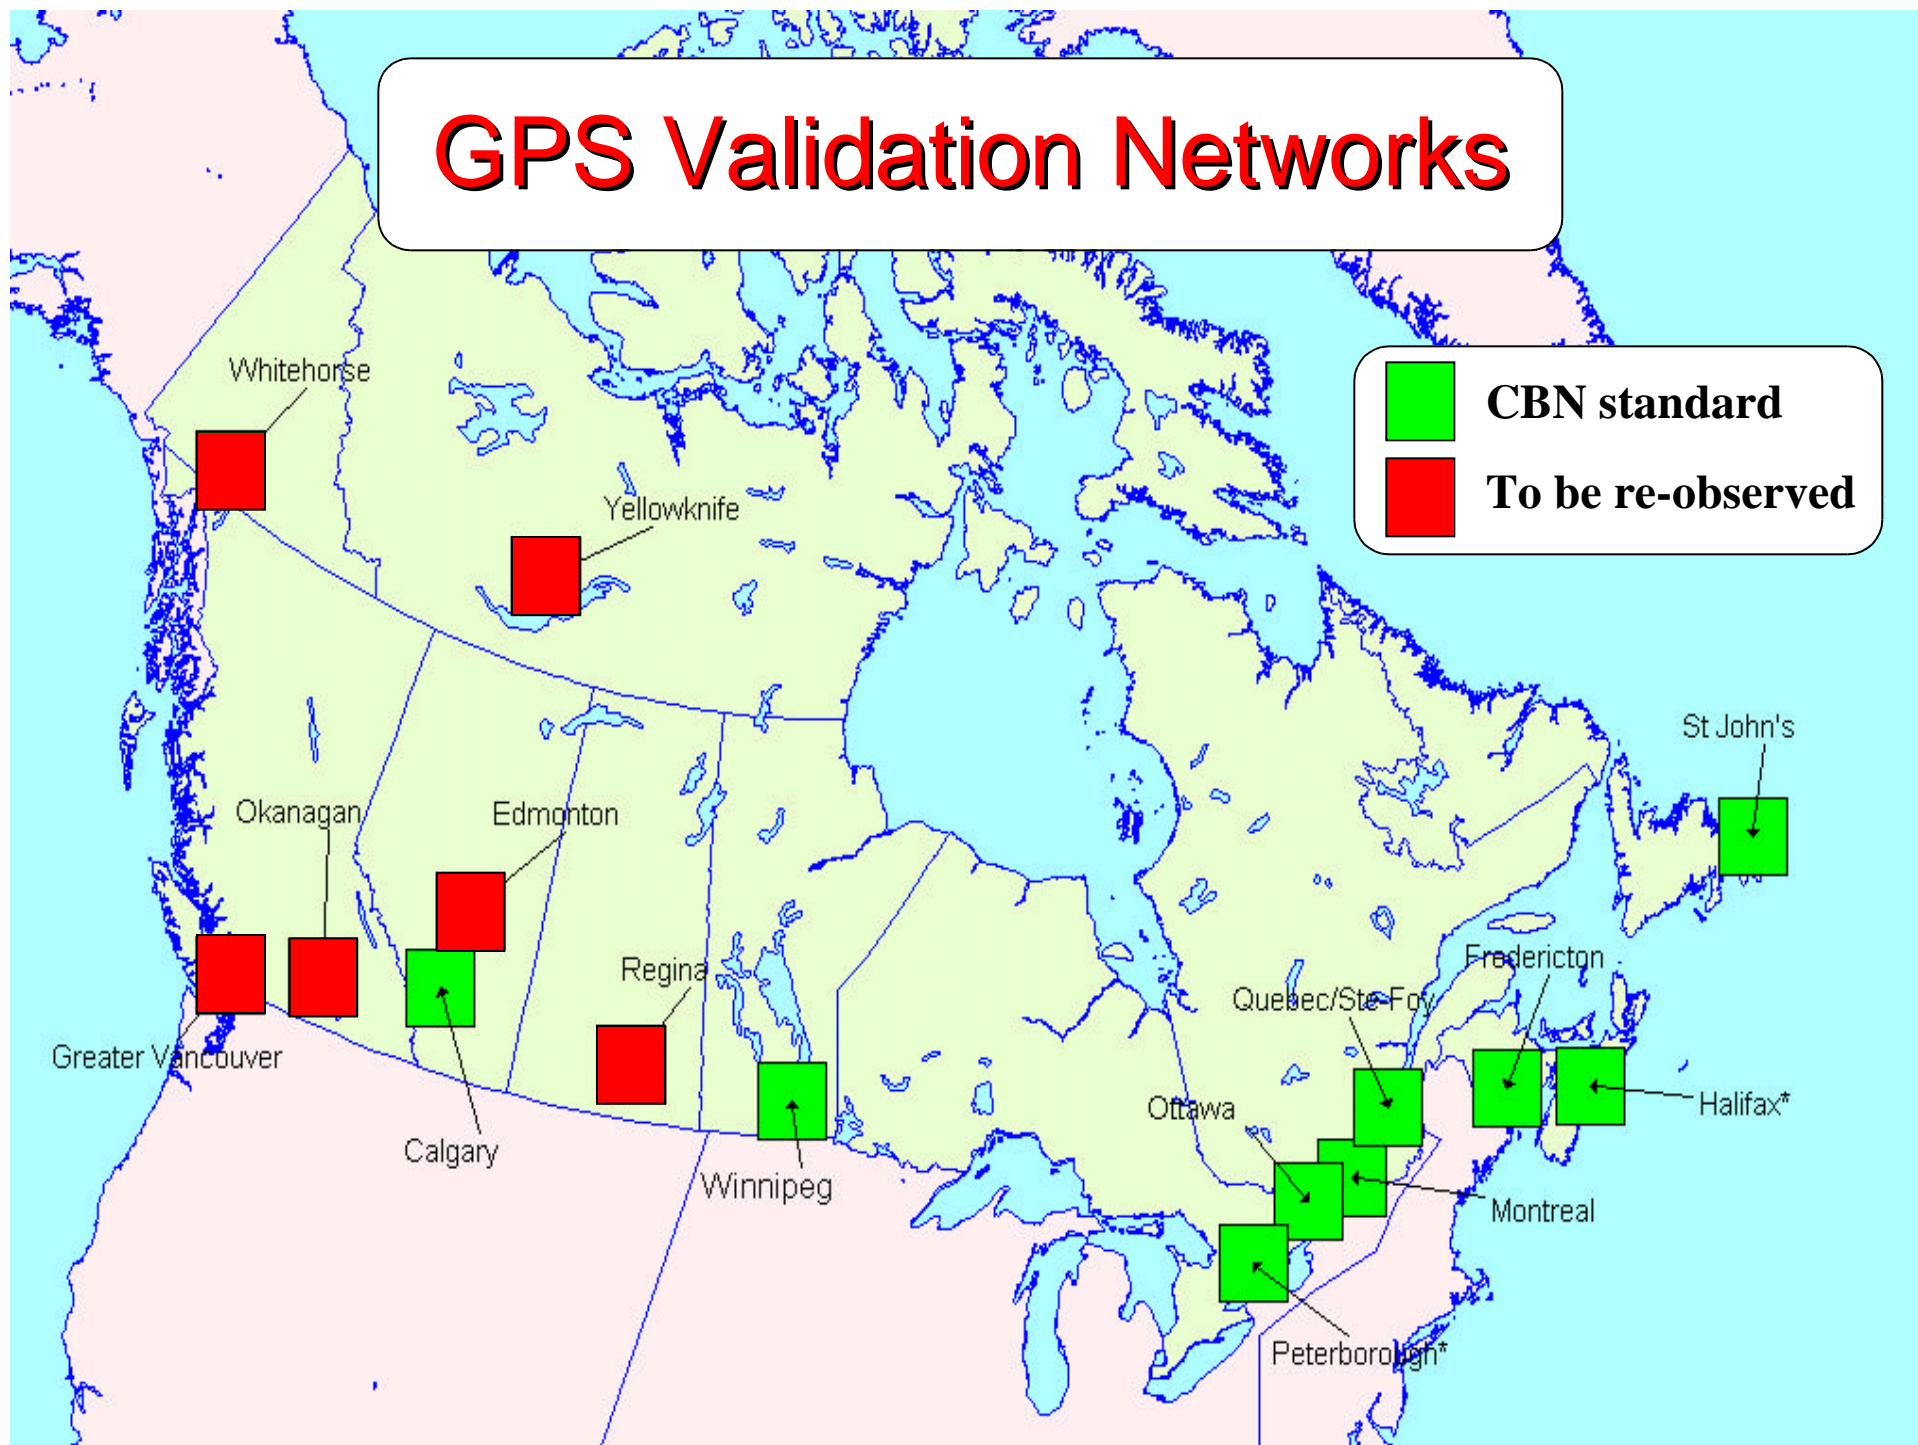 GPS Validation Networks
Whitehorse
CBN standard
To be re-observed
Yellowknife
St John's
Okanagan
Edmonton
Fredericton
Regina
Quebec/Ste-Foy
Greater Vancouver
Halifax*
Ottawa
Calgary
Winnipeg
Montreal
Peterborough*